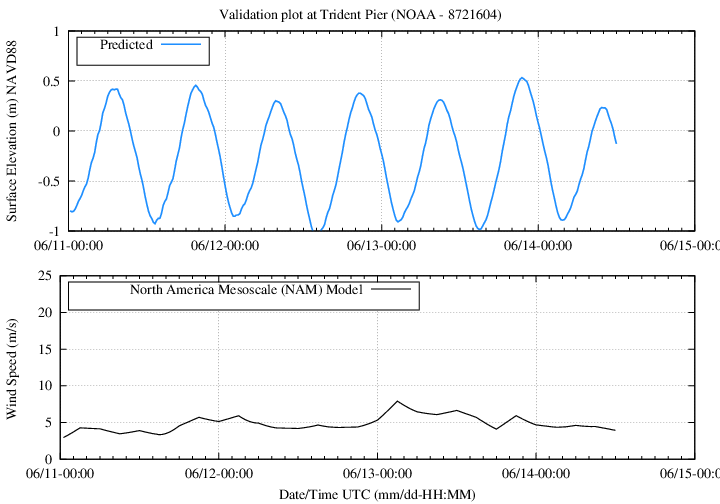 Validation plot at Trident Pier (NOAA - 8721604)
Surface Elevation (m) NAVD88
Predicted
1
0.5
0
-0.5
-1
06/11-00:00 06/12-00:00 06/13-00:00 06/14-00:00 06/15-00:0
Wind Speed (m/s)
North America Mesoscale (NAM) Model
25
20
15
10
5
0
06/11-00:00 06/12-00:00 06/13-00:00 06/14-00:00 06/15-00:0
Date/Time UTC (mm/dd-HH:MM)